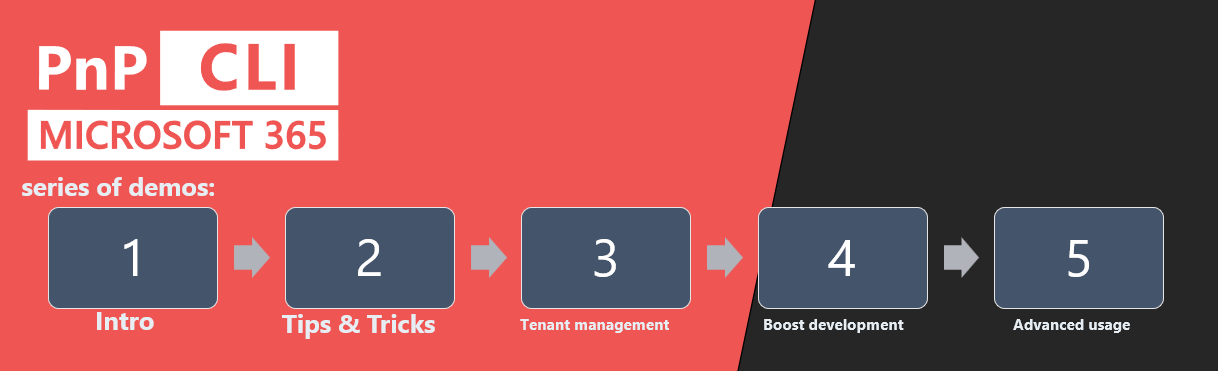 PnP CLI
MICROSOFT 365
series of demos:
1 2 3 4 5
Intro Tips & Tricks Tenant management Boost development Advanced usage